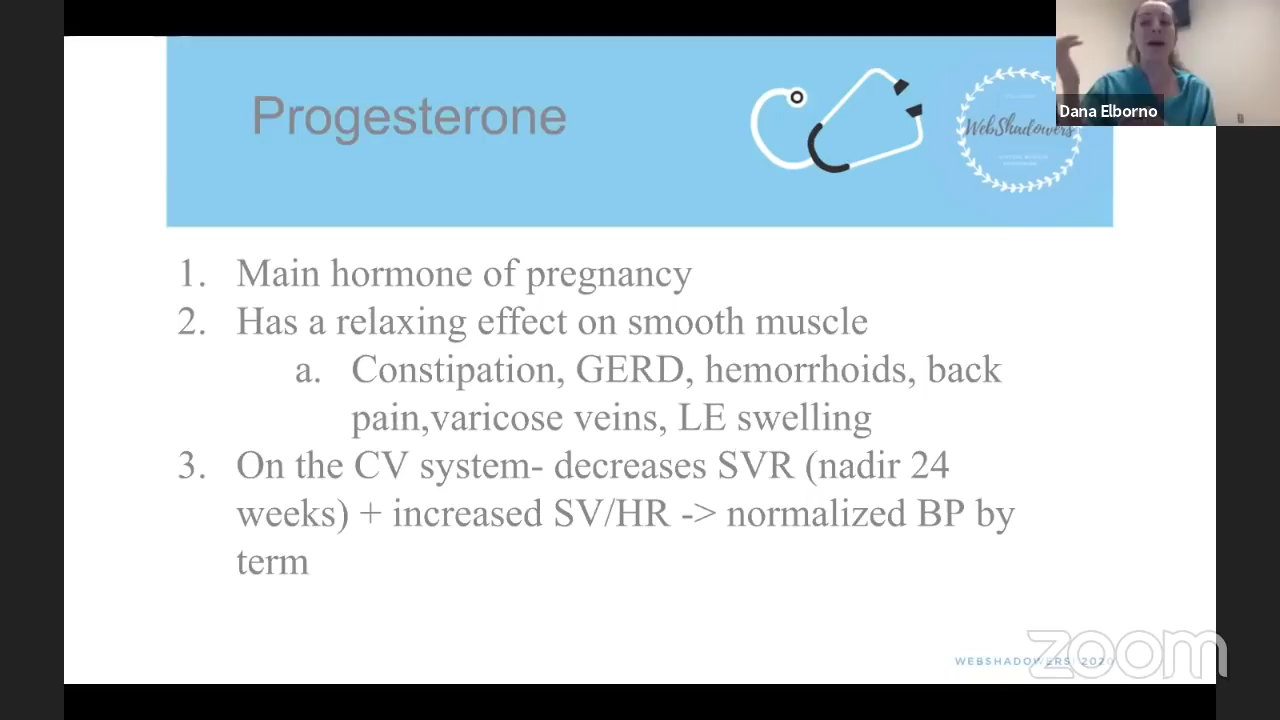 Progesterone
WebShadowers
Dana Elborno
1. Main hormone of pregnancy
2. Has a relaxing effect on smooth muscle
a. Constipation, GERD, hemorrhoids, back
pain,varicose veins, LE swelling
3. On the CV system- decreases SVR (nadir 24
weeks) + increased SV/HR -> normalized BP by
term
WEBSHADOWERS 2020
zoom